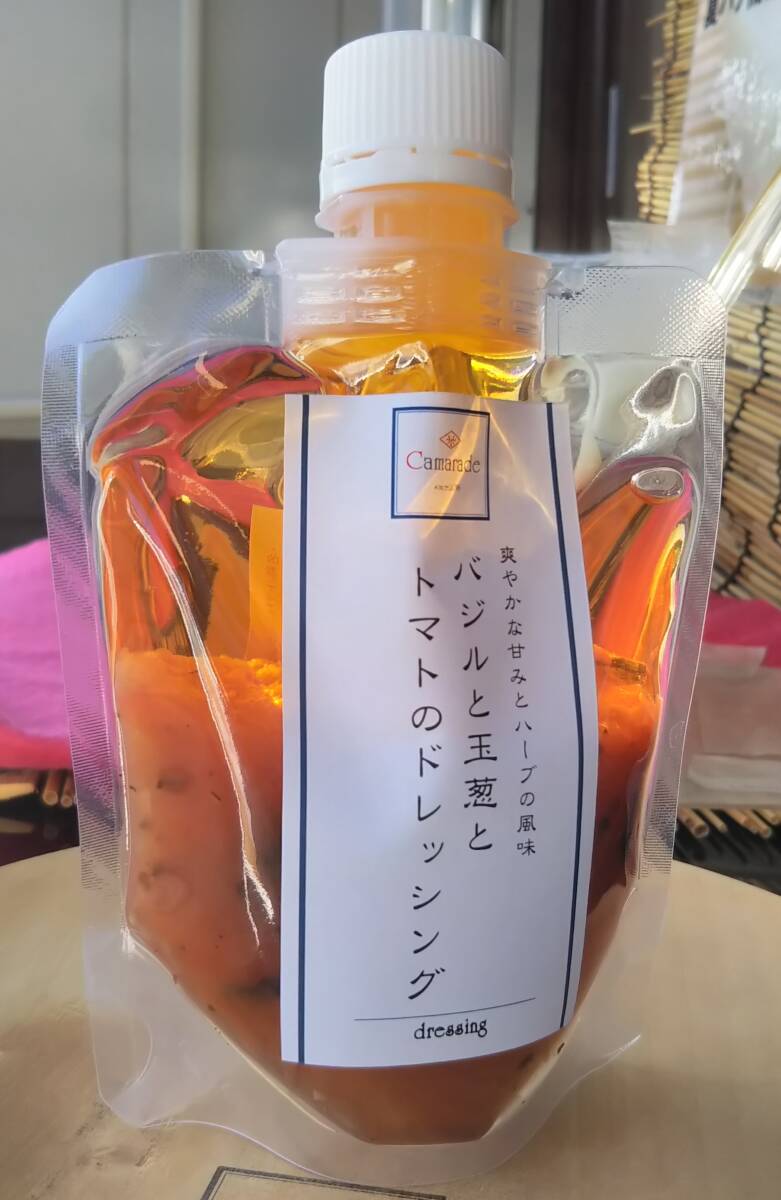 Camarade
爽やかな甘みとハーブの風味
バジルと玉葱と
トマトのドレッシング
dressing